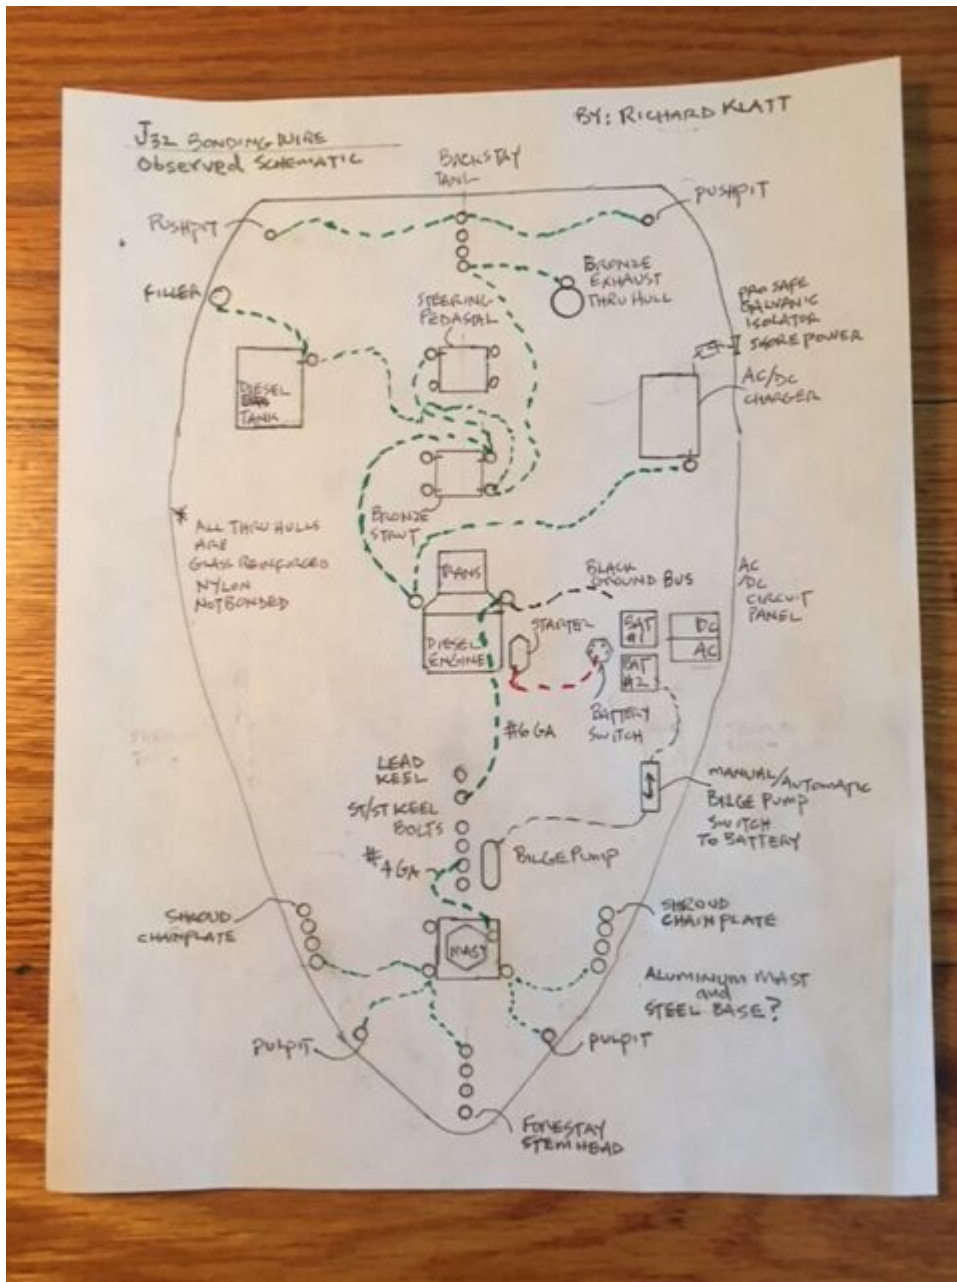 J32 BONDING WIRE
OBSERVED SCHEMATIC
BY: RICHARD KLATT
BACKSTAY
TANG
PUSHPIT
PUSHPIT
FILLER
STEERING
PEDASTAL
BRONZE
EXHAUST
THRU HULL
PRO SAFE
GALVANIC
ISOLATOR
SHORE POWER
DIESEL
TANK
AC/DC
CHARGER
BRONZE
STRUT
* ALL THRU HULLS
ARE
GLASS REINFORCED
NYLON
NOT BONDED
TRANS
BLACK
GROUND BUS
AC
/DC
CIRCUIT
PANEL
DIESEL
ENGINE
STARTER
BAT
#1
DC
AC
BAT
#2
#6 GA
BATTERY
SWITCH
LEAD
KEEL
ST/ST KEEL
BOLTS
MANUAL/AUTOMATIC
BILGE PUMP
SWITCH
TO BATTERY
#4 GA
BILGE PUMP
SHROUD
CHAINPLATE
SHROUD
CHAINPLATE
MAST
ALUMINUM MAST
and
STEEL BASE?
PULPIT
PULPIT
FORESTAY
STEMHEAD